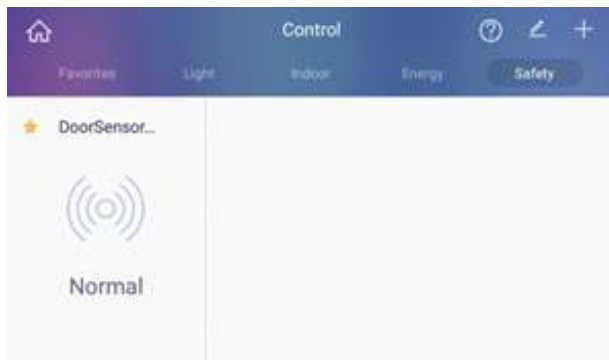 Control
Favorites Light Indoor Energy Safety
DoorSensor...
Normal